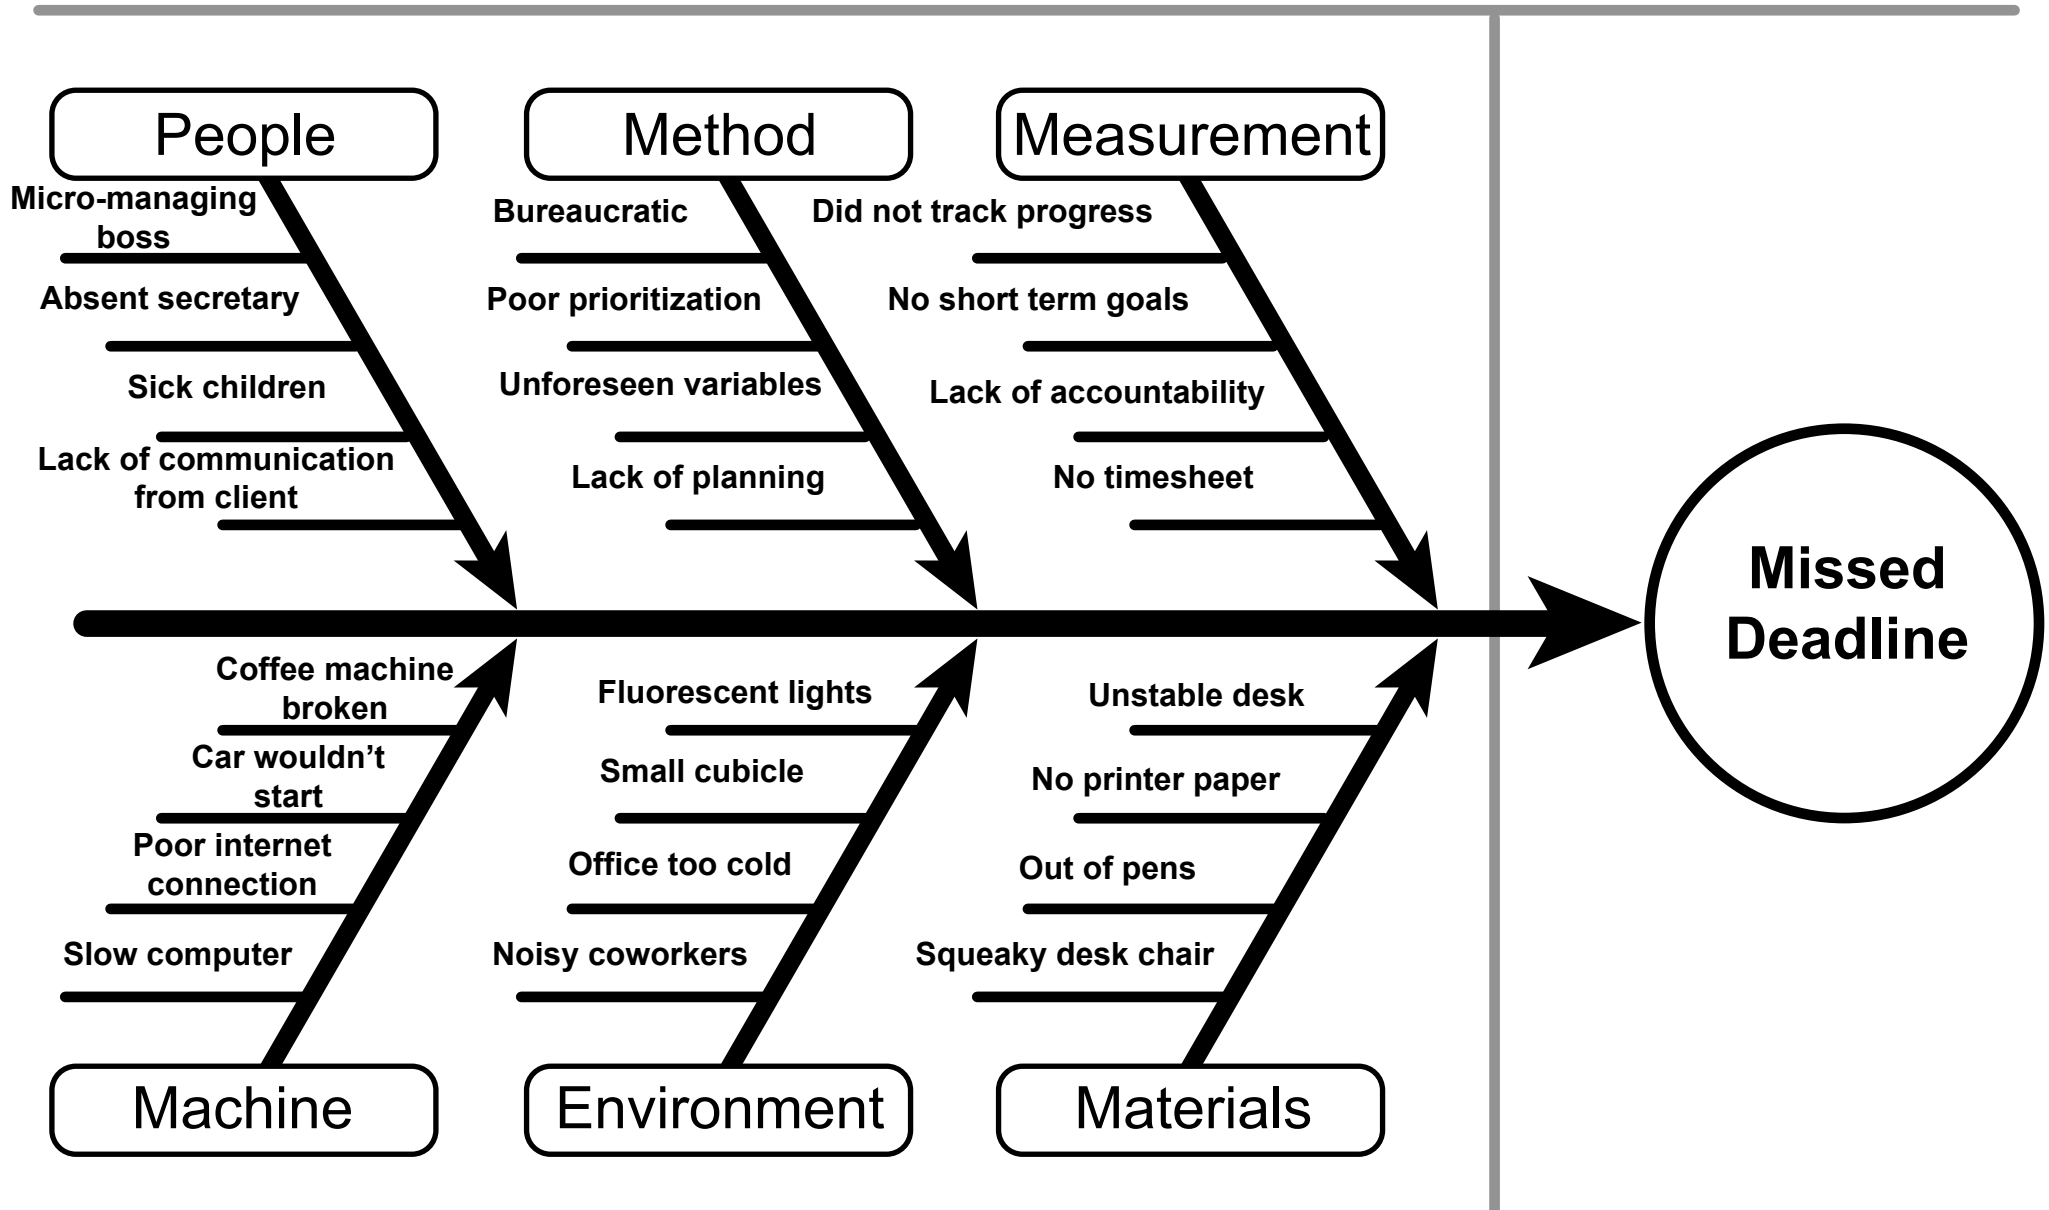 People
Micro-managing
boss
Absent secretary
Sick children
Lack of communication
from client
Method
Bureaucratic
Poor prioritization
Unforeseen variables
Lack of planning
Measurement
Did not track progress
No short term goals
Lack of accountability
No timesheet
Missed
Deadline
Coffee machine
broken
Car wouldn’t
start
Poor internet
connection
Slow computer
Machine
Fluorescent lights
Small cubicle
Office too cold
Noisy coworkers
Environment
Unstable desk
No printer paper
Out of pens
Squeaky desk chair
Materials